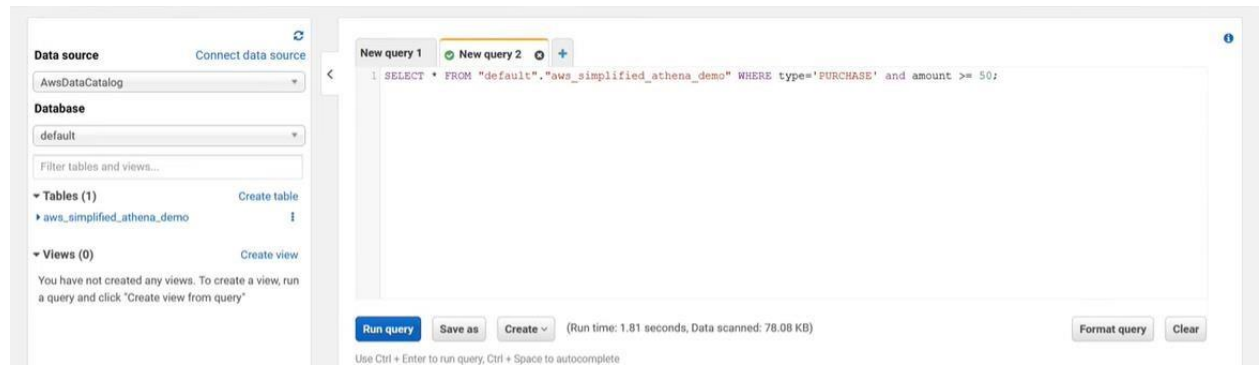 Data source Connect data source
AwsDataCatalog
Database
default
Filter tables and views...
Tables (1) Create table
aws_simplified_athena_demo
Views (0) Create view
You have not created any views. To create a view, run
a query and click "Create view from query"
New query 1 New query 2 +
1 SELECT * FROM "default"."aws_simplified_athena_demo" WHERE type='PURCHASE' and amount >= 50;
Run query Save as Create (Run time: 1.81 seconds, Data scanned: 78.08 KB) Format query Clear
Use Ctrl + Enter to run query, Ctrl + Space to autocomplete